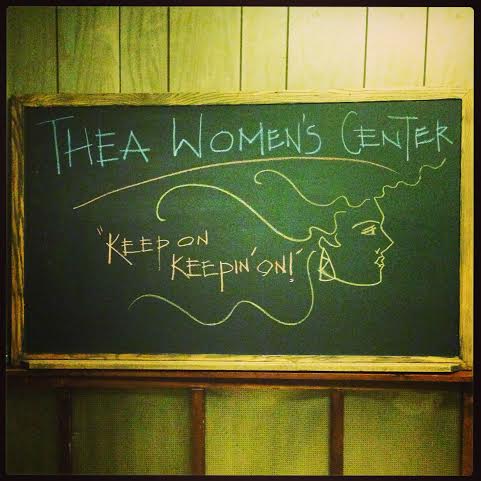 THEA WOMEN'S CENTER
"KEEP ON
KEEPIN' ON!"